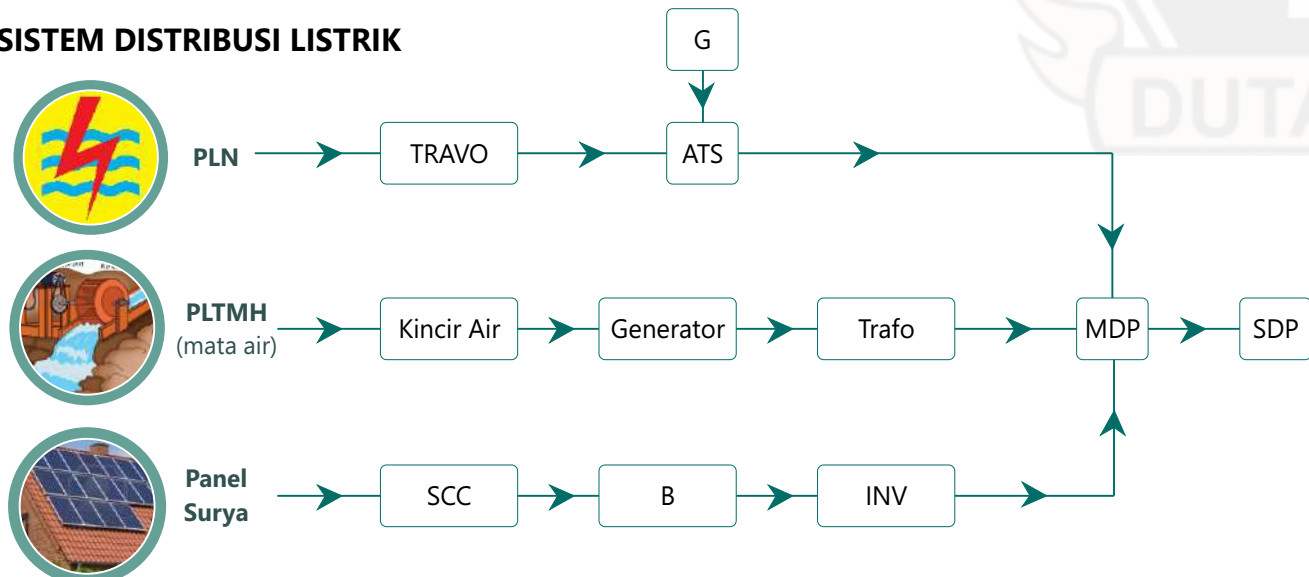 SISTEM DISTRIBUSI LISTRIK
G
PLN
TRAVO
ATS
PLTMH
(mata air)
Kincir Air
Generator
Trafo
MDP
SDP
Panel
Surya
SCC
B
INV
DUTA